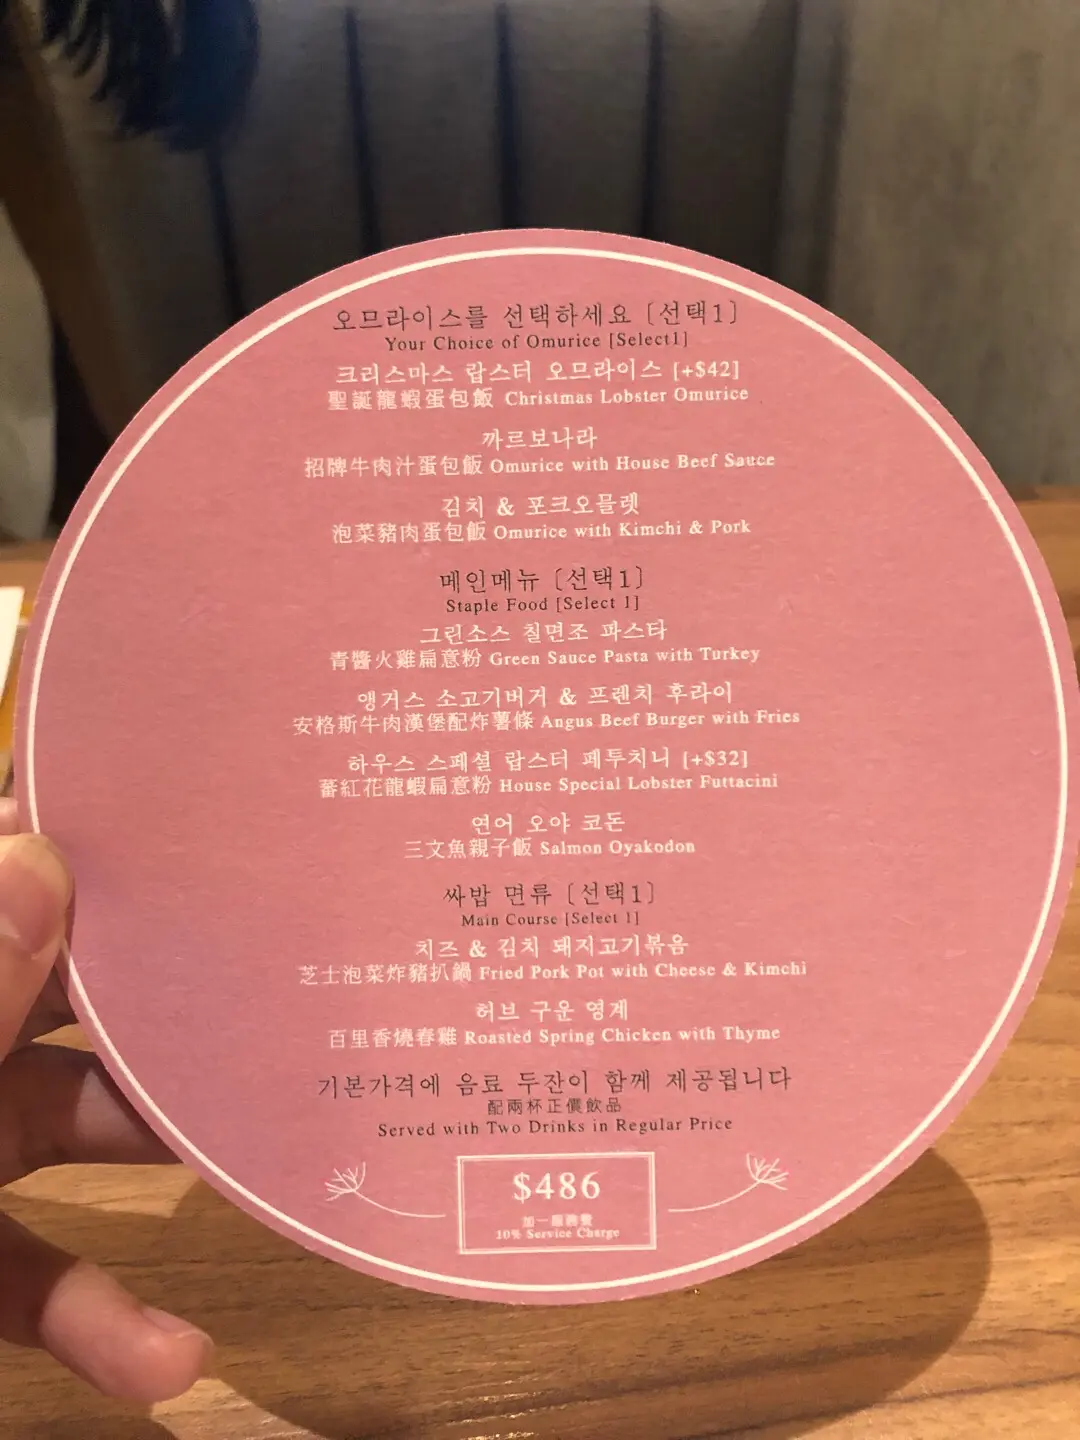 오므라이스를 선택하세요 [선택1]
Your Choice of Omurice [Select1]
크리스마스 랍스터 오므라이스 [+$42]
聖誕龍蝦蛋包飯 Christmas Lobster Omurice
까르보나라
招牌牛肉汁蛋包飯 Omurice with House Beef Sauce
김치 & 포크오믈렛
泡菜豬肉蛋包飯 Omurice with Kimchi & Pork
메인메뉴 [선택1]
Staple Food [Select 1]
그린소스 칠면조 파스타
青醬火雞扁意粉 Green Sauce Pasta with Turkey
앵거스 소고기버거 & 프렌치 후라이
安格斯牛肉漢堡配炸薯條 Angus Beef Burger with Fries
하우스 스페셜 랍스터 페투치니 [+$32]
蕃紅花龍蝦扁意粉 House Special Lobster Futtacini
연어 오야 코돈
三文魚親子飯 Salmon Oyakodon
싸밥 면류 [선택1]
Main Course [Select 1]
치즈 & 김치 돼지고기볶음
芝士泡菜炸豬扒鍋 Fried Pork Pot with Cheese & Kimchi
허브 구운 영계
百里香燒春雞 Roasted Spring Chicken with Thyme
기본가격에 음료 두잔이 함께 제공됩니다
配兩杯正價飲品
Served with Two Drinks in Regular Price
$486
加一服務費
10% Service Charge